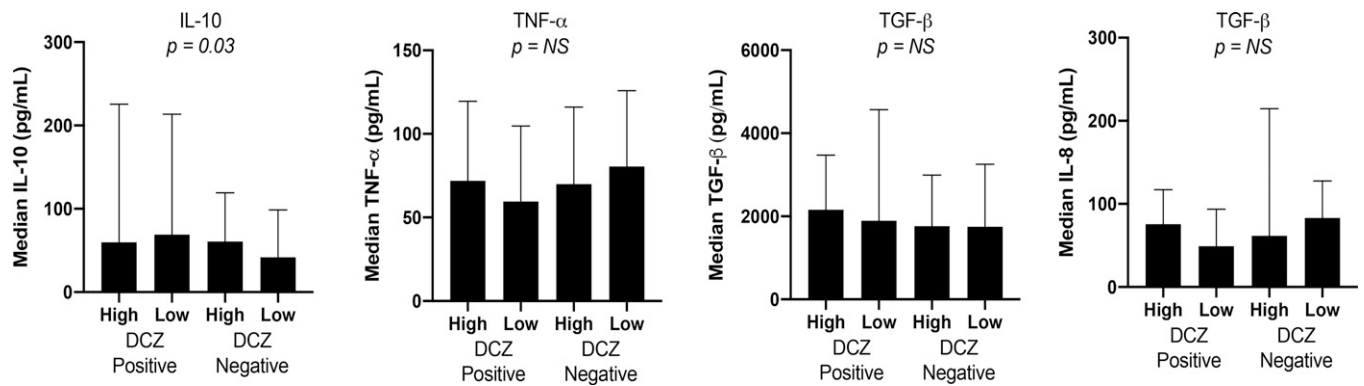 IL-10
p = 0.03
Median IL-10 (pg/mL)
300
200
100
0
High Low High Low
DCZ DCZ
Positive Negative
TNF-α
p = NS
Median TNF-α (pg/mL)
150
100
50
0
High Low High Low
DCZ DCZ
Positive Negative
TGF-β
p = NS
Median TGF-β (pg/mL)
6000
4000
2000
0
High Low High Low
DCZ DCZ
Positive Negative
TGF-β
p = NS
Median IL-8 (pg/mL)
300
200
100
0
High Low High Low
DCZ DCZ
Positive Negative